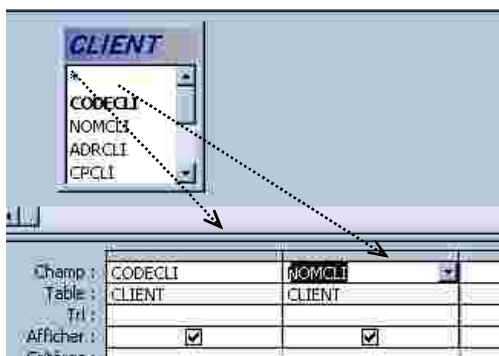 CLIENT
*
CODECLI
NOMCLI
ADRCLI
CPCLI
Champ : CODECLI NOMCLI
Table : CLIENT CLIENT
Tri :
Afficher :